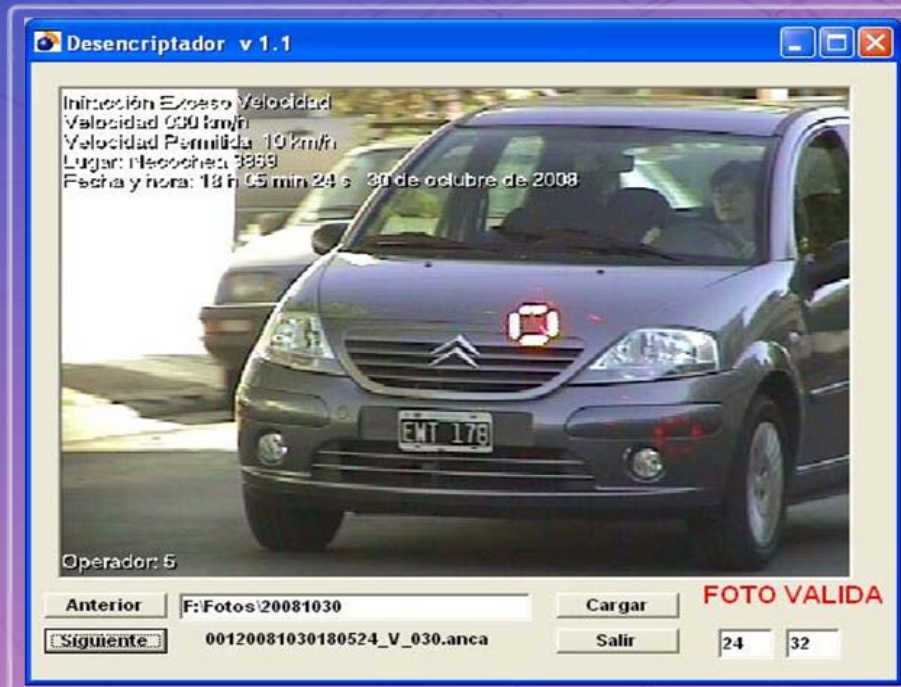 Desencriptador v 1.1
Infracción Exceso Velocidad
Velocidad 030 km/h
Velocidad Permitida 10 km/h
Lugar: Necochea 3869
Fecha y hora: 18 h 05 min 24 s 30 de octubre de 2008
EWT 178
Operador: 5
Anterior F:\Fotos\20081030 Cargar FOTO VALIDA
Siguiente 00120081030180524_V_030.anca Salir 24 32